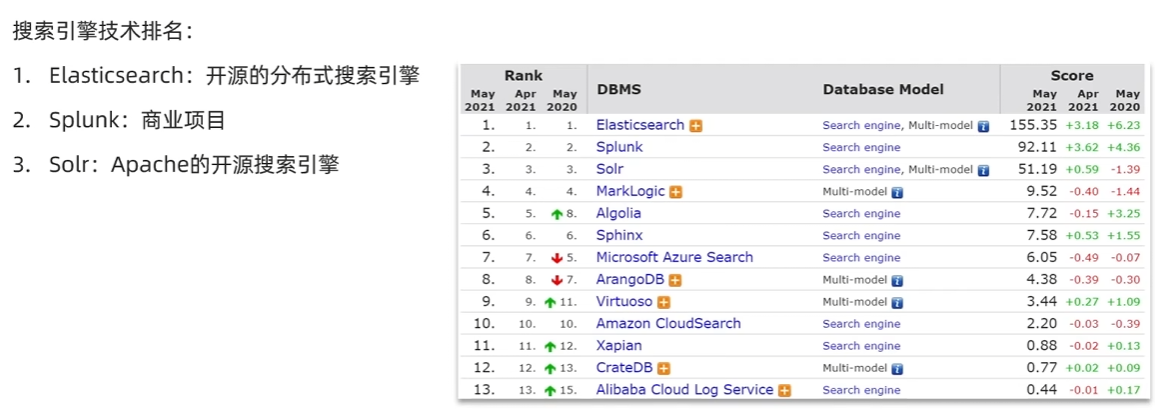 搜索引擎技术排名：
1. Elasticsearch：开源的分布式搜索引擎
2. Splunk：商业项目
3. Solr：Apache的开源搜索引擎
Rank DBMS Database Model Score
May 2021 Apr 2021 May 2020 May 2021 Apr 2021 May 2020
1. 1. 1. Elasticsearch Search engine, Multi-model 155.35 +3.18 +6.23
2. 2. 2. Splunk Search engine 92.11 +3.62 +4.36
3. 3. 3. Solr Search engine, Multi-model 51.19 +0.59 -1.39
4. 4. 4. MarkLogic Multi-model 9.52 -0.40 -1.44
5. 5. 8. Algolia Search engine 7.72 -0.15 +3.25
6. 6. 6. Sphinx Search engine 7.58 +0.53 +1.55
7. 7. 5. Microsoft Azure Search Search engine 6.05 -0.49 -0.07
8. 8. 7. ArangoDB Multi-model 4.38 -0.39 -0.30
9. 9. 11. Virtuoso Multi-model 3.44 +0.27 +1.09
10. 10. 10. Amazon CloudSearch Search engine 2.20 -0.03 -0.39
11. 11. 12. Xapian Search engine 0.88 -0.02 +0.13
12. 12. 13. CrateDB Multi-model 0.77 +0.02 +0.09
13. 13. 15. Alibaba Cloud Log Service Search engine 0.44 -0.01 +0.17